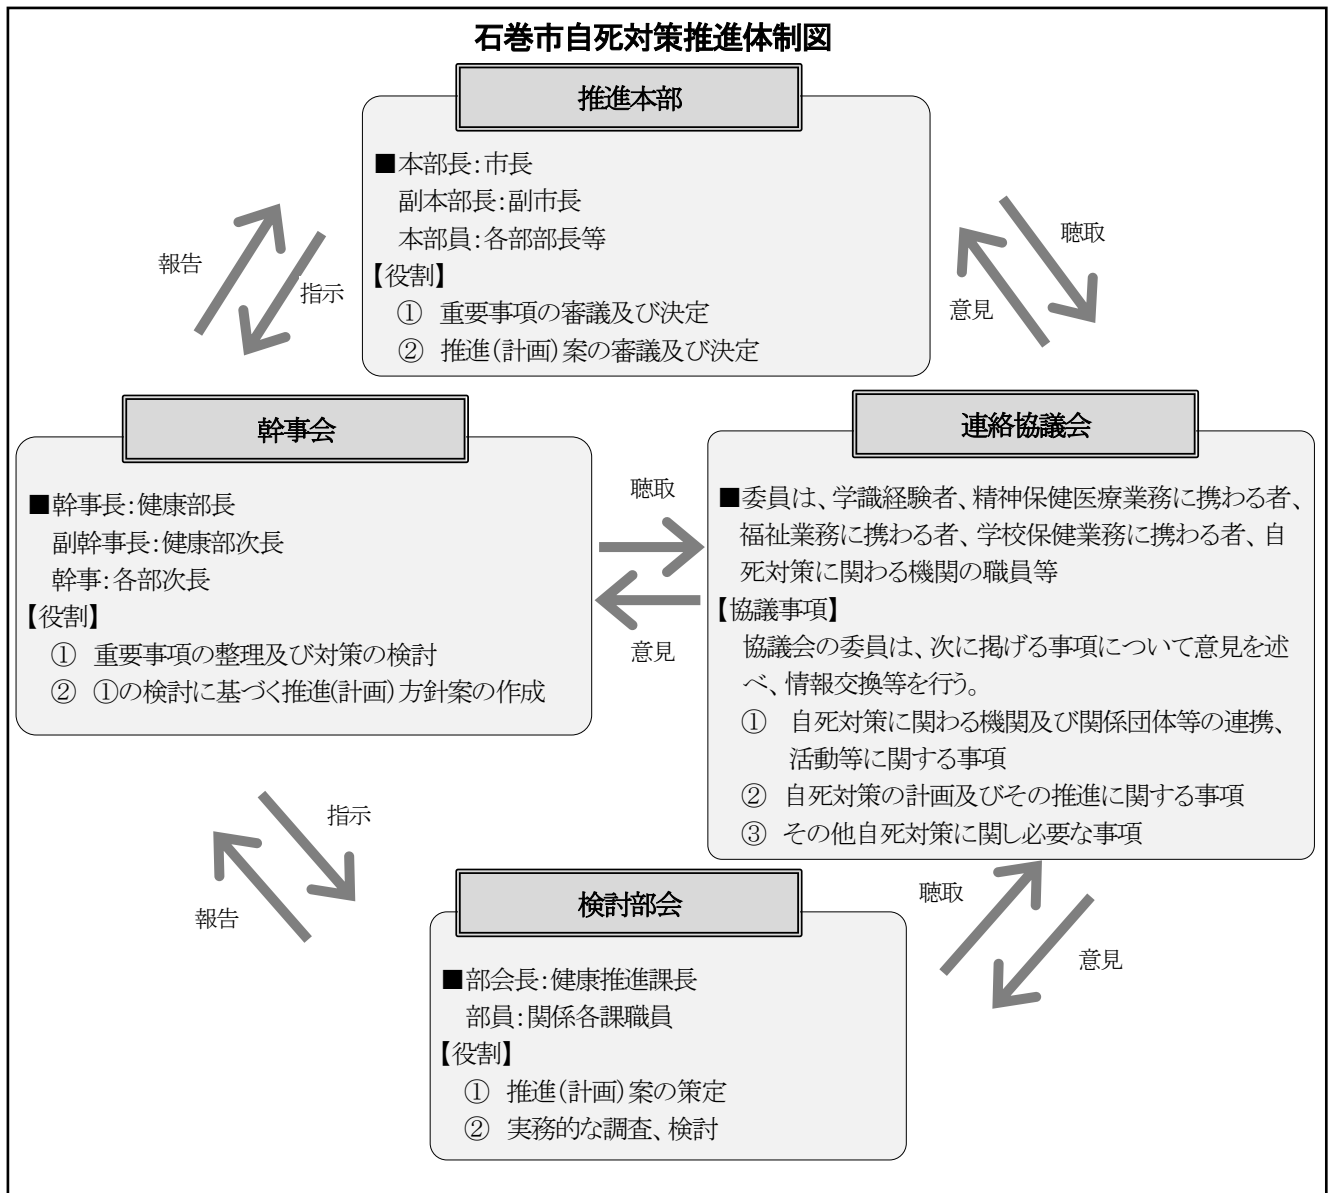 石巻市自死対策推進体制図
推進本部
■本部長:市長
副本部長:副市長
本部員:各部部長等
【役割】
① 重要事項の審議及び決定
② 推進(計画)案の審議及び決定
報告
指示
聴取
意見
幹事会
■幹事長:健康部長
副幹事長:健康部次長
幹事:各部次長
【役割】
① 重要事項の整理及び対策の検討
② ①の検討に基づく推進(計画)方針案の作成
聴取
意見
連絡協議会
■委員は、学識経験者、精神保健医療業務に携わる者、
福祉業務に携わる者、学校保健業務に携わる者、自
死対策に関わる機関の職員等
【協議事項】
協議会の委員は、次に掲げる事項について意見を述
べ、情報交換等を行う。
① 自死対策に関わる機関及び関係団体等の連携、
活動等に関する事項
② 自死対策の計画及びその推進に関する事項
③ その他自死対策に関し必要な事項
指示
報告
聴取
意見
検討部会
■部会長:健康推進課長
部員:関係各課職員
【役割】
① 推進(計画)案の策定
② 実務的な調査、検討